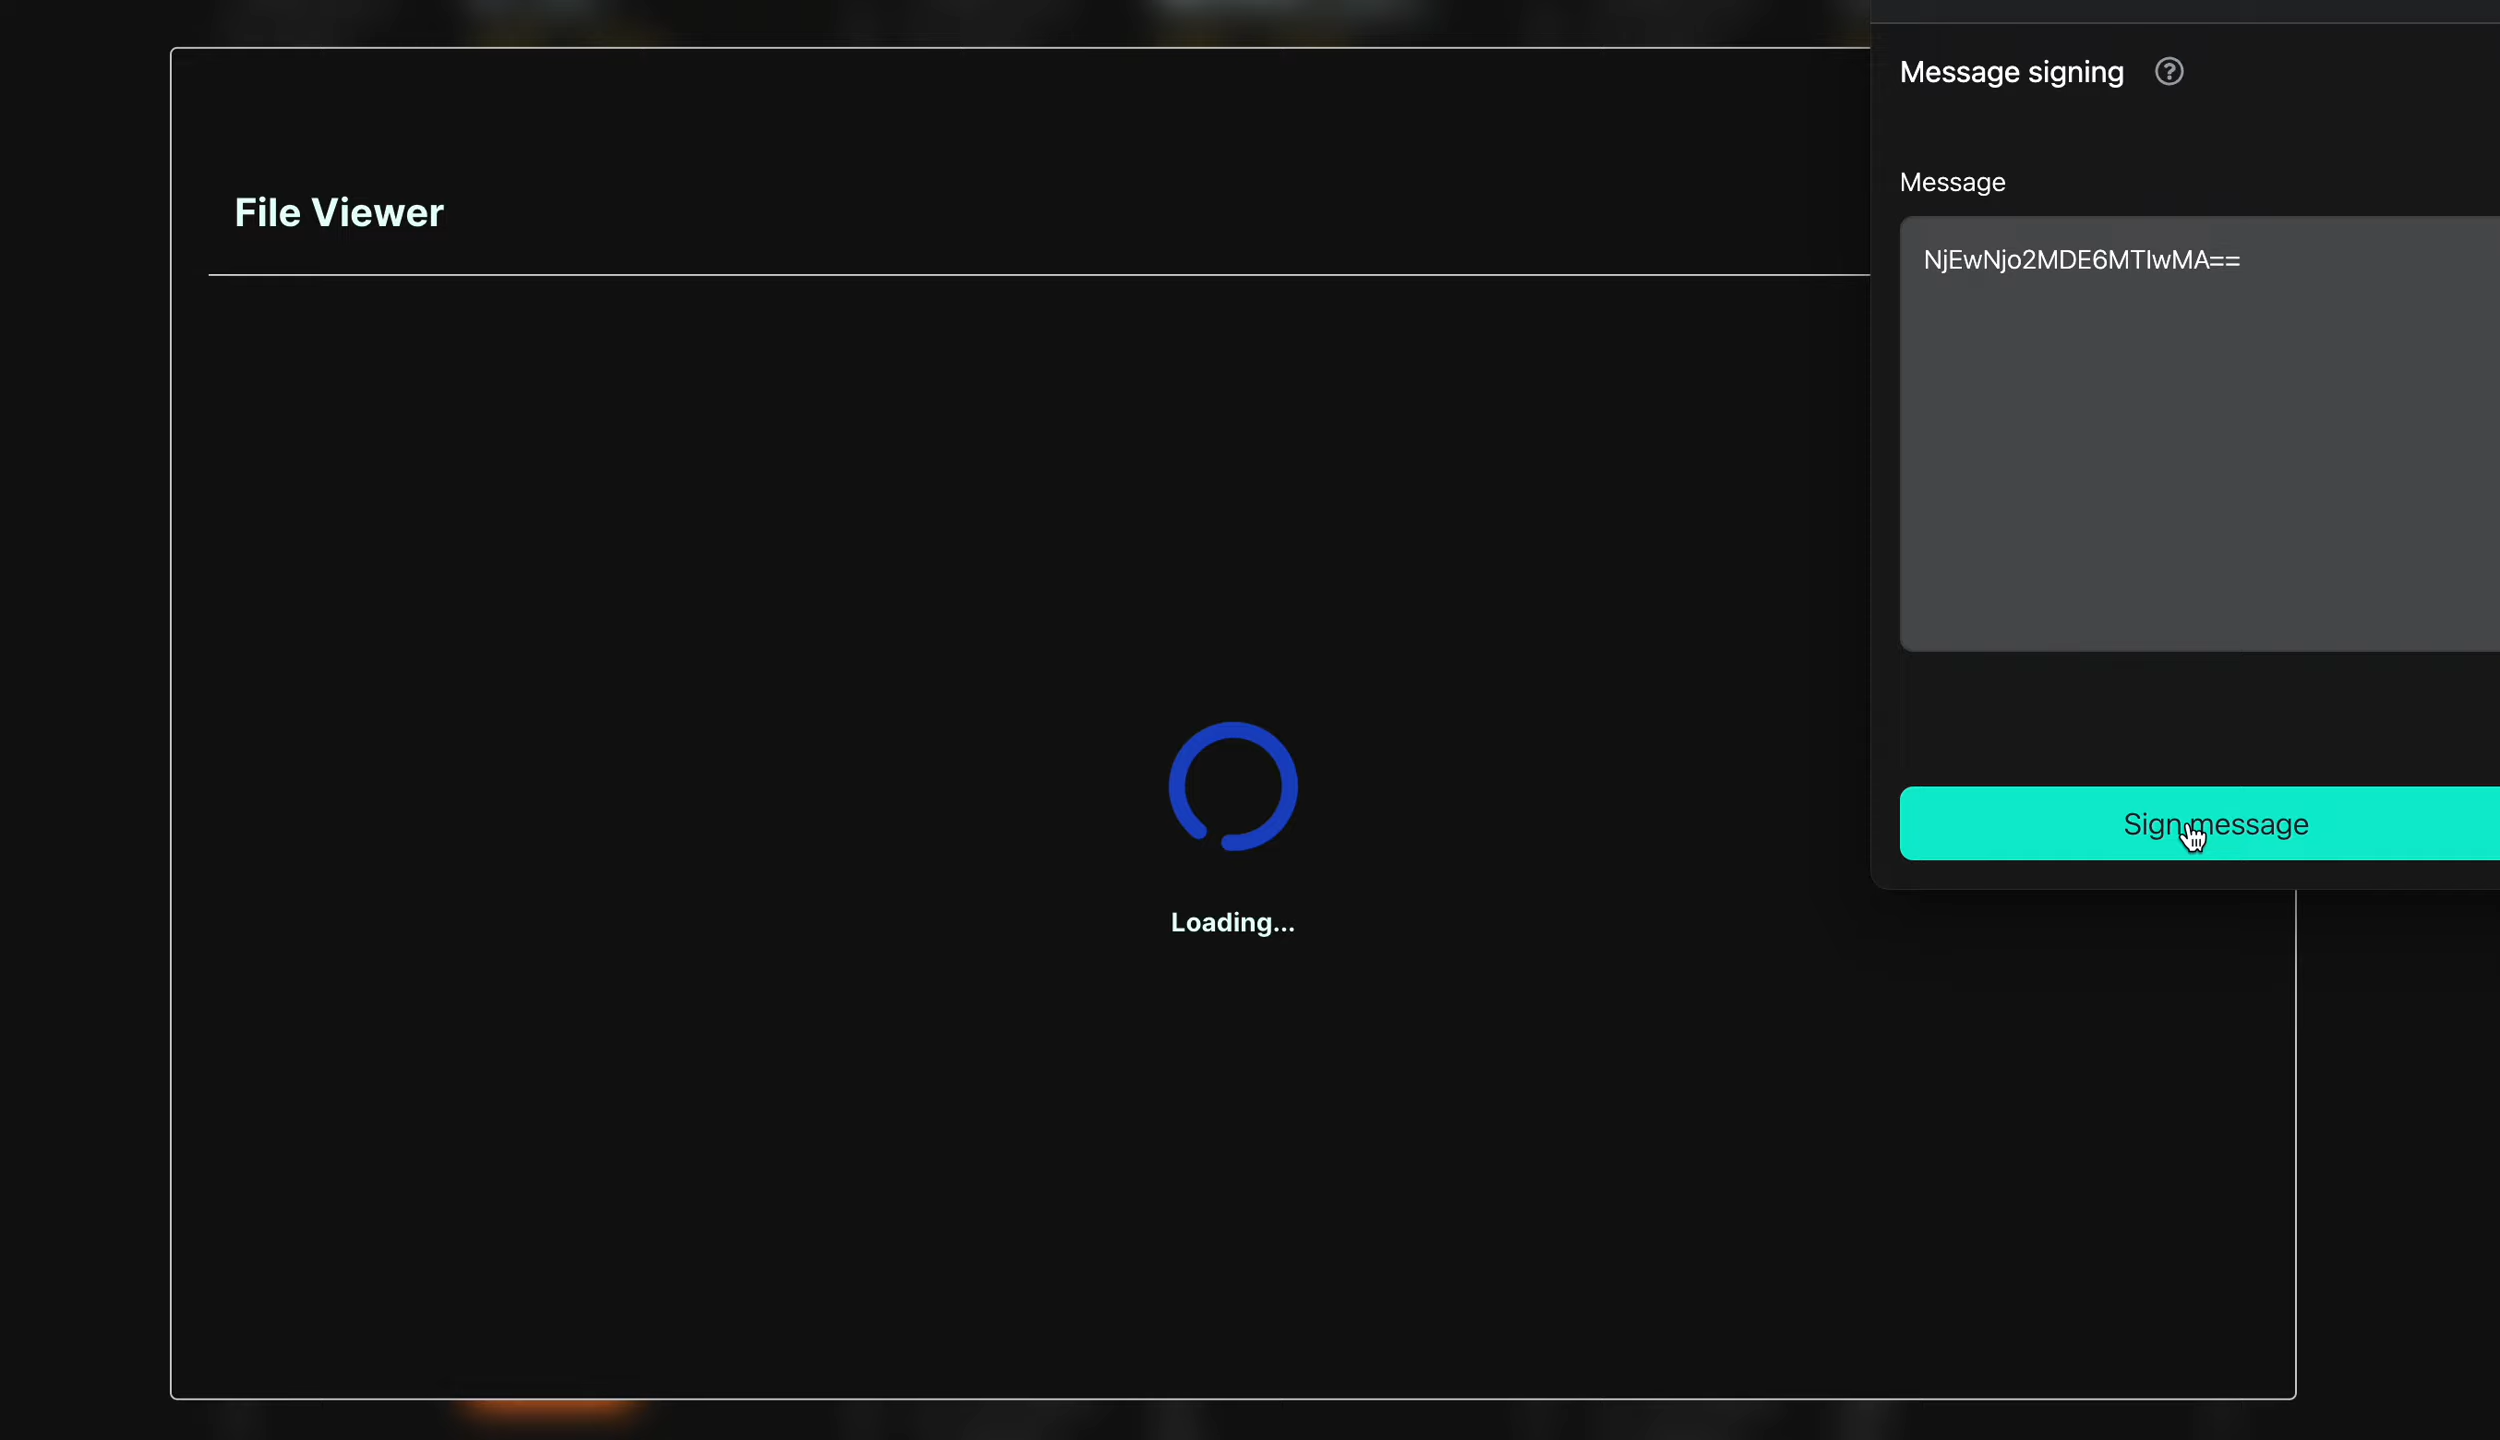 File Viewer
Loading...
Message signing
Message
NjEwNjo2MDE6MTIwMA==
Sign message